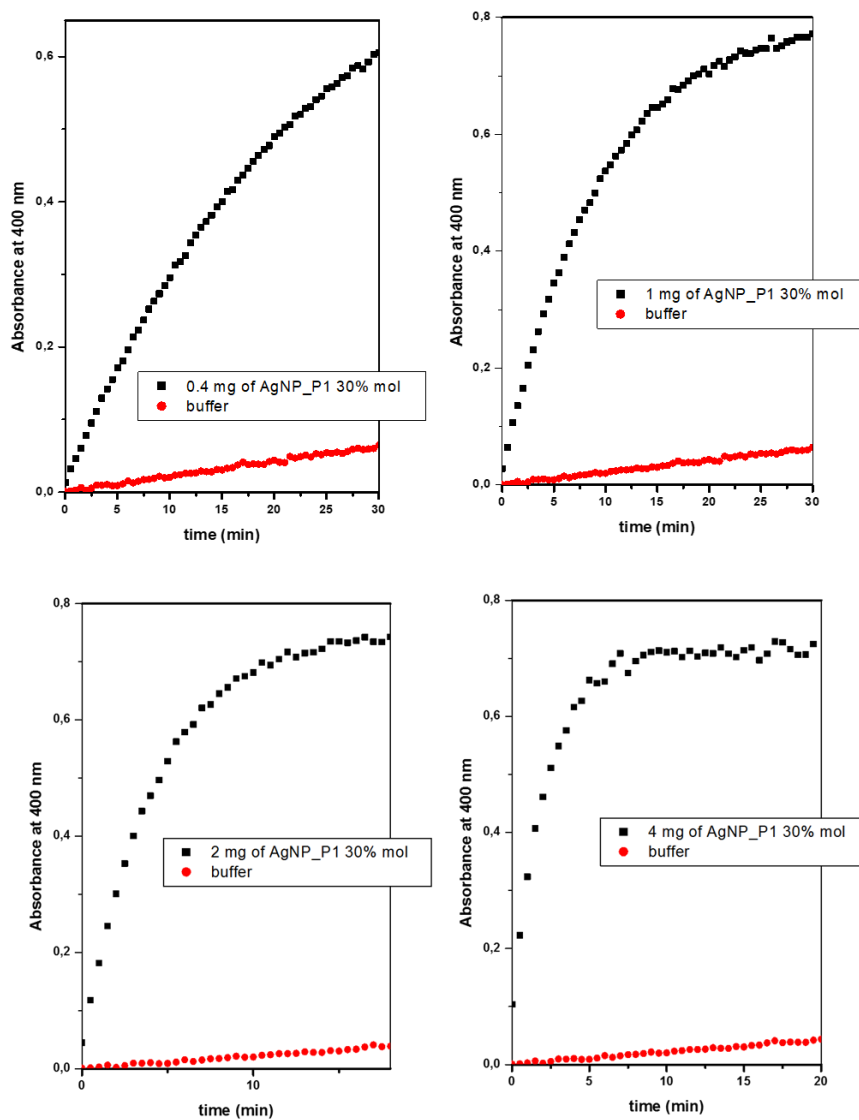 Absorbance at 400 nm
0,6
0,4
0,2
0,0
0.4 mg of AgNP_P1 30% mol
buffer
0 5 10 15 20 25 30
time (min)
Absorbance at 400 nm
0,8
0,6
0,4
0,2
0,0
1 mg of AgNP_P1 30% mol
buffer
0 5 10 15 20 25 30
time (min)
Absorbance at 400 nm
0,8
0,6
0,4
0,2
0,0
2 mg of AgNP_P1 30% mol
buffer
0 10
time (min)
Absorbance at 400 nm
0,8
0,6
0,4
0,2
0,0
4 mg of AgNP_P1 30% mol
buffer
0 5 10 15 20
time (min)